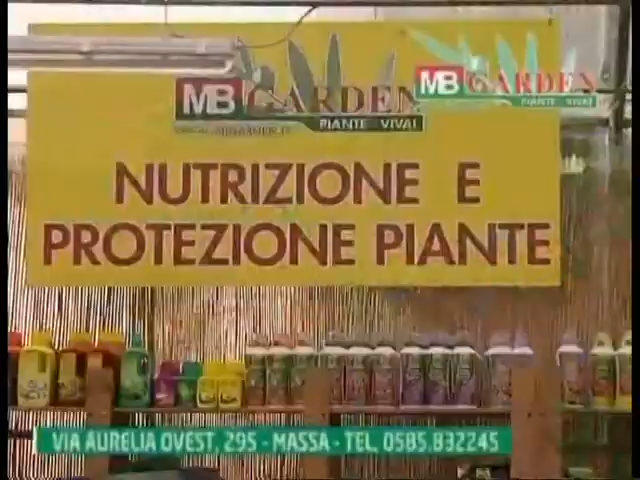 MB GARDEN
PIANTE VIVAI
MB GARDEN
PIANTE VIVAI
NUTRIZIONE E
PROTEZIONE PIANTE
VIA AURELIA OVEST, 295 - MASSA - TEL. 0585.832245